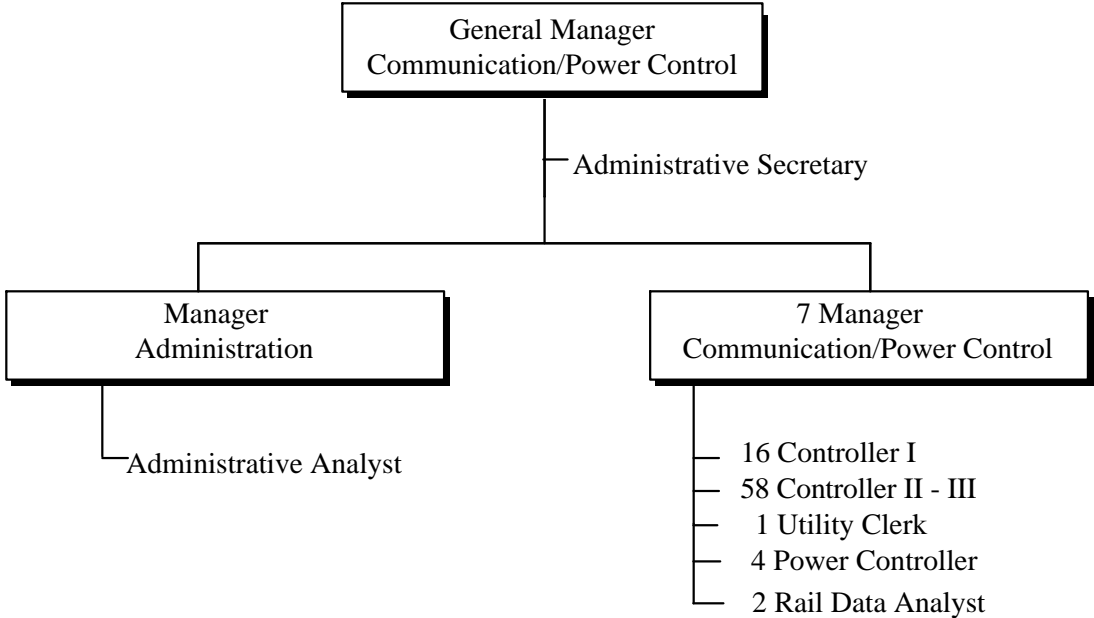 General Manager
Communication/Power Control
Administrative Secretary
Manager
Administration
7 Manager
Communication/Power Control
Administrative Analyst
16 Controller I
58 Controller II - III
1 Utility Clerk
4 Power Controller
2 Rail Data Analyst